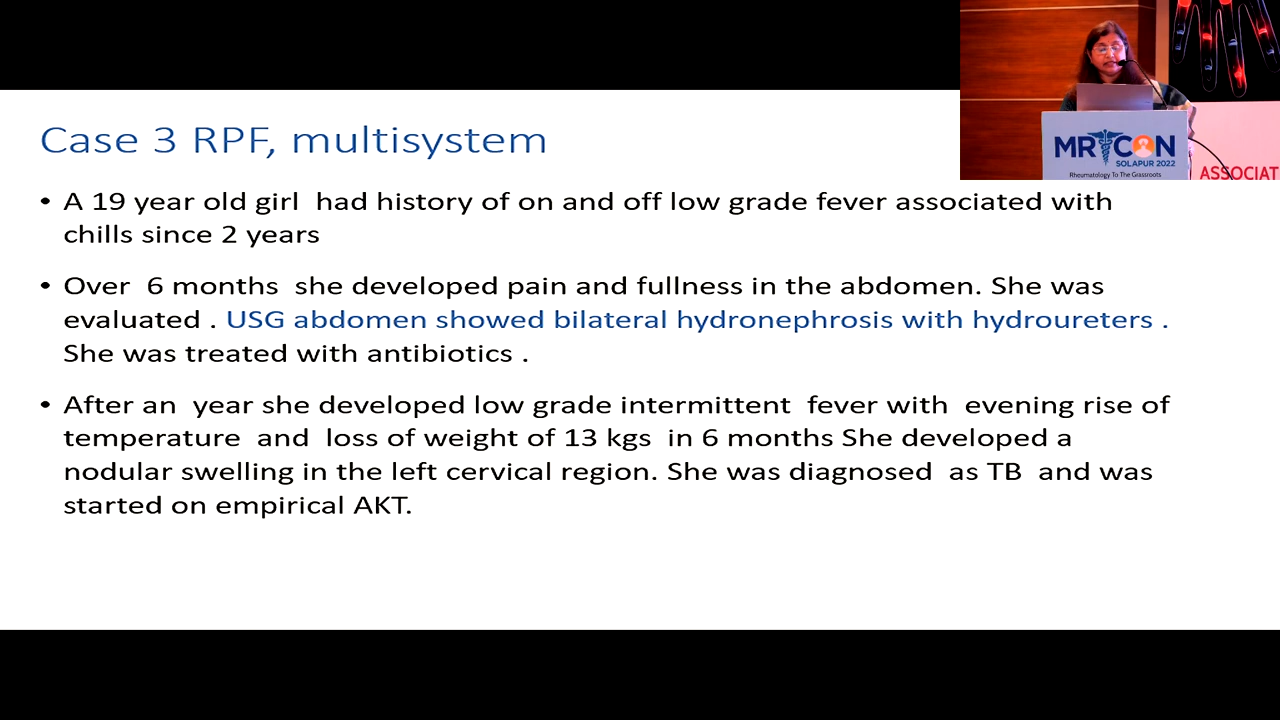 MR CON
SOLAPUR 2022
Rheumatology To The Grassroots
ASSOCIAT
Case 3 RPF, multisystem
• A 19 year old girl had history of on and off low grade fever associated with
chills since 2 years
• Over 6 months she developed pain and fullness in the abdomen. She was
evaluated . USG abdomen showed bilateral hydronephrosis with hydroureters .
She was treated with antibiotics .
• After an year she developed low grade intermittent fever with evening rise of
temperature and loss of weight of 13 kgs in 6 months She developed a
nodular swelling in the left cervical region. She was diagnosed as TB and was
started on empirical AKT.